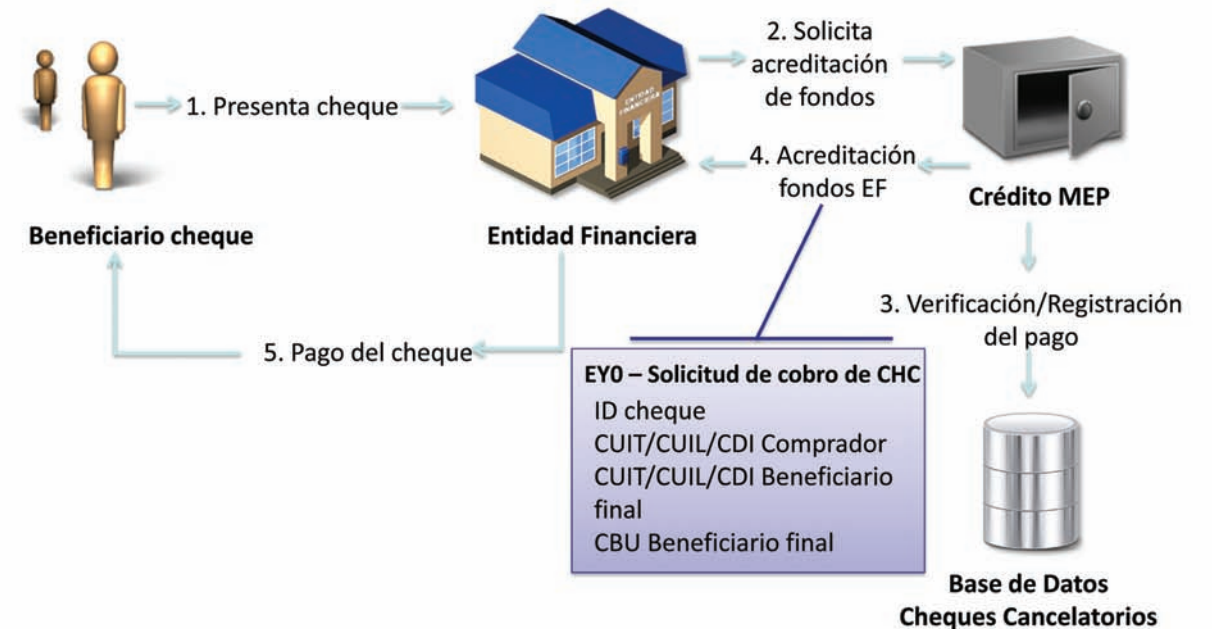 1. Presenta cheque
2. Solicita
acreditación
de fondos
ENTIDAD
FINANCIERA
4. Acreditación
fondos EF
Crédito MEP
Beneficiario cheque
Entidad Financiera
3. Verificación/Registración
del pago
5. Pago del cheque
EY0 – Solicitud de cobro de CHC
ID cheque
CUIT/CUIL/CDI Comprador
CUIT/CUIL/CDI Beneficiario
final
CBU Beneficiario final
Base de Datos
Cheques Cancelatorios